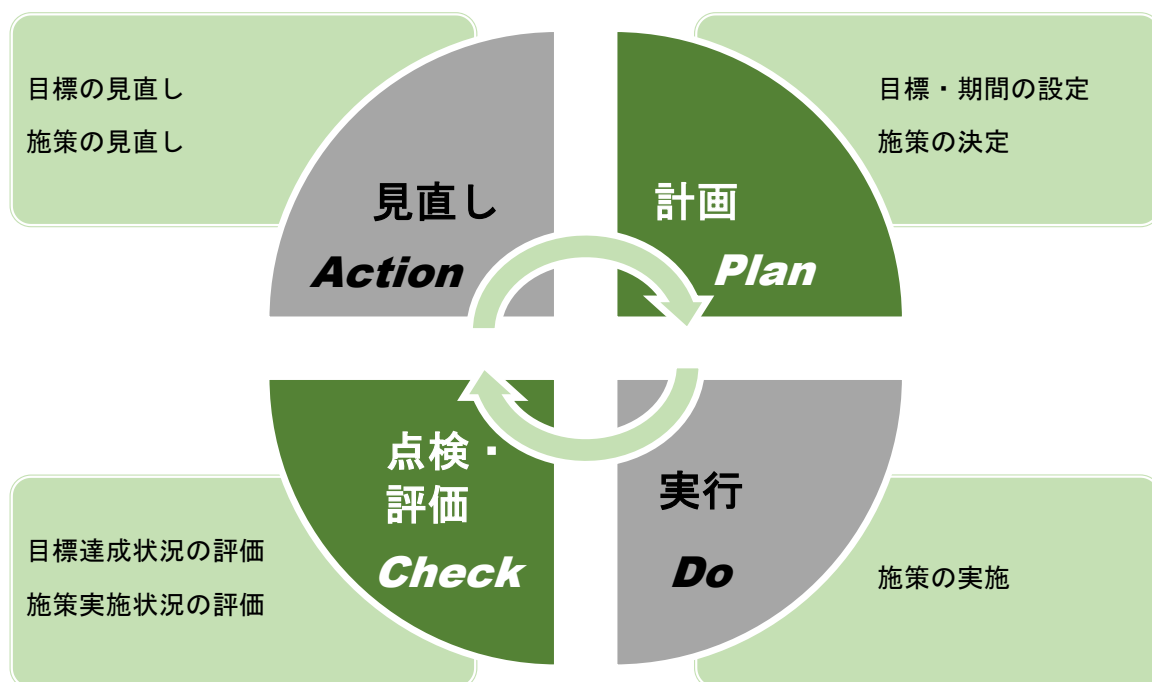 目標の見直し
施策の見直し
見直し
Action
目標・期間の設定
施策の決定
計画
Plan
目標達成状況の評価
施策実施状況の評価
点検・
評価
Check
実行
Do
施策の実施